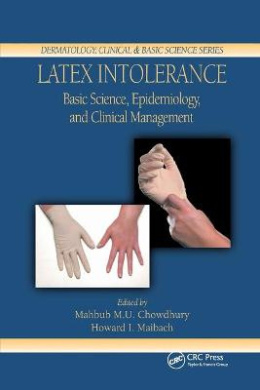 DERMATOLOGY: CLINICAL & BASIC SCIENCE SERIES
LATEX INTOLERANCE
Basic Science, Epidemiology,
and Clinical Management
Edited by
Mahbub M.U. Chowdhury
Howard I. Maibach
CRC Press
Taylor & Francis Group